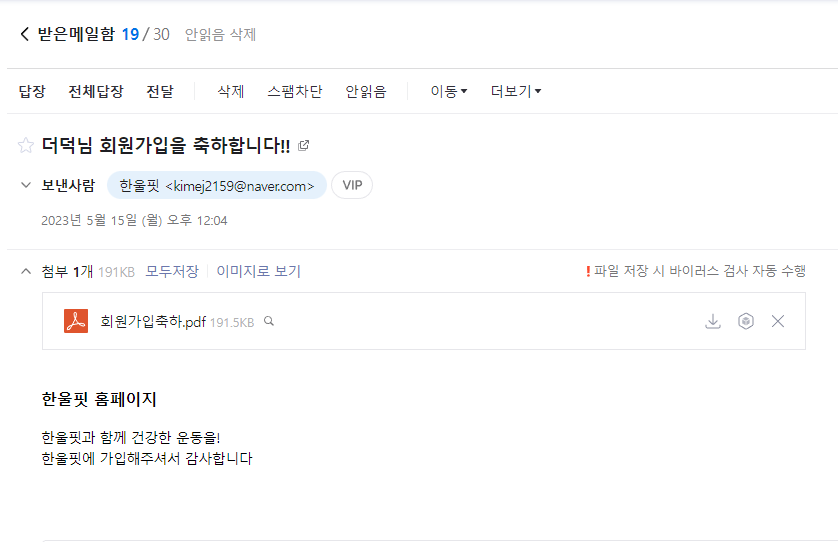 받은메일함 19 / 30 안읽음 삭제
답장 전체답장 전달 삭제 스팸차단 안읽음 이동 더보기
더덕님 회원가입을 축하합니다!!
보낸사람 한울핏 <kimej2159@naver.com> VIP
2023년 5월 15일 (월) 오후 12:04
첨부 1개 191KB 모두저장 이미지로 보기 ! 파일 저장 시 바이러스 검사 자동 수행
회원가입축하.pdf 191.5KB
한울핏 홈페이지
한울핏과 함께 건강한 운동을!
한울핏에 가입해주셔서 감사합니다